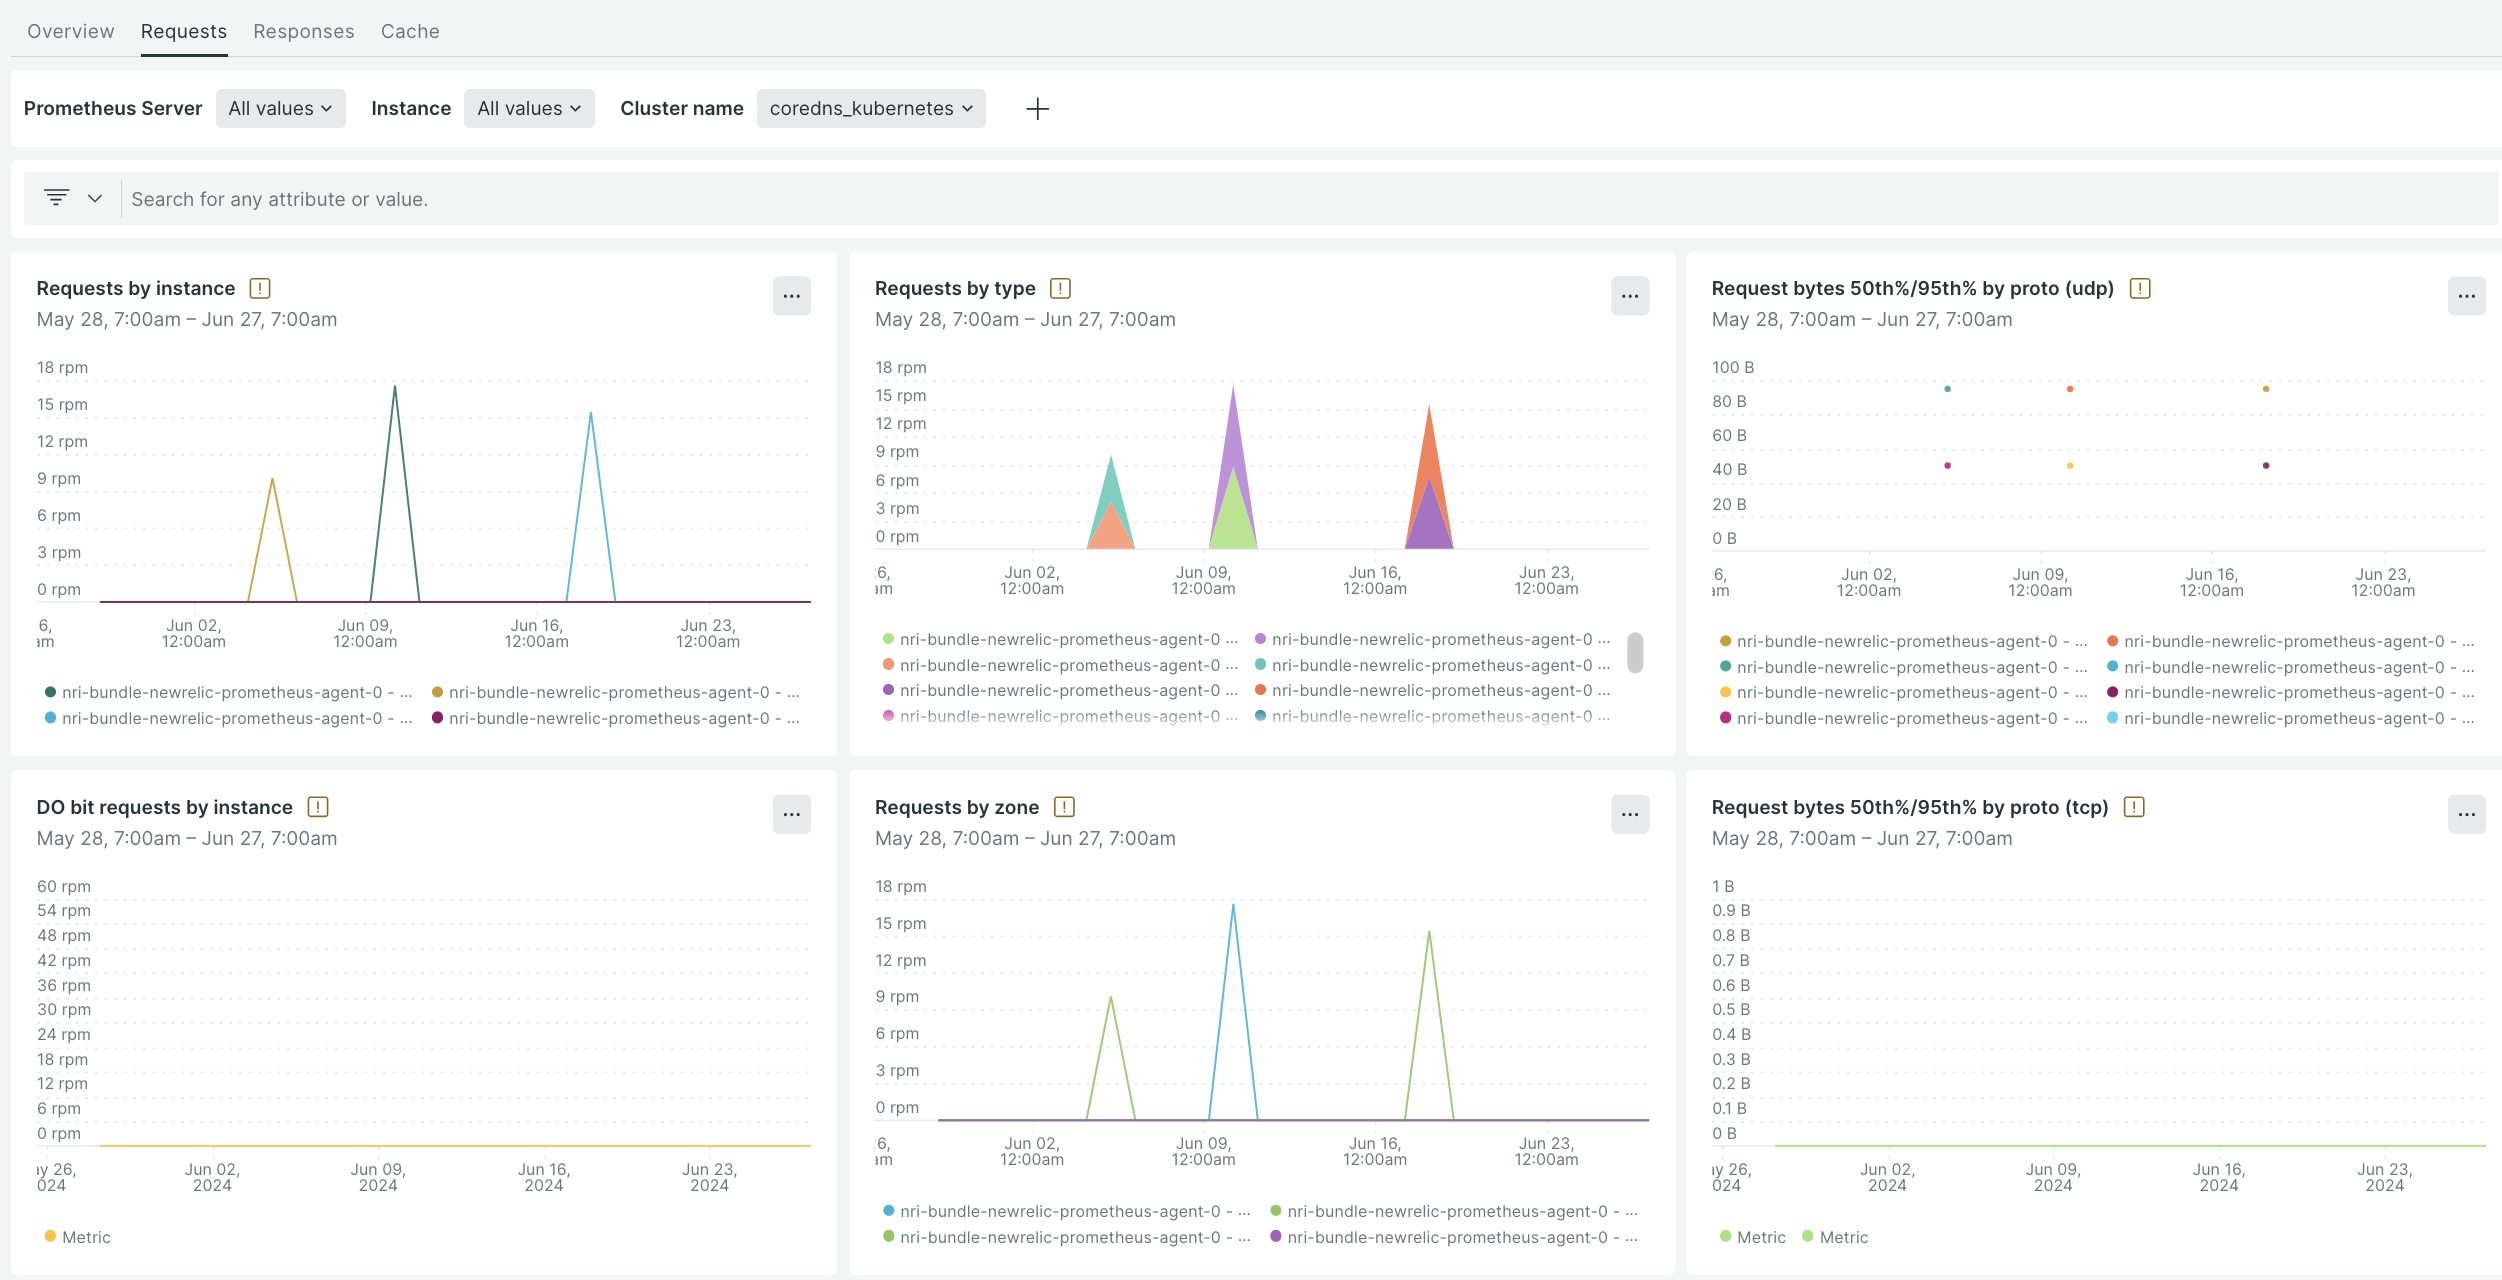 Overview Requests Responses Cache
Prometheus Server All values Instance All values Cluster name coredns_kubernetes
Search for any attribute or value.
Requests by instance
May 28, 7:00am – Jun 27, 7:00am
18 rpm
15 rpm
12 rpm
9 rpm
6 rpm
3 rpm
0 rpm
6, Jun 02, Jun 09, Jun 16, Jun 23,
am 12:00am 12:00am 12:00am 12:00am
nri-bundle-newrelic-prometheus-agent-0 - ... nri-bundle-newrelic-prometheus-agent-0 - ...
nri-bundle-newrelic-prometheus-agent-0 - ... nri-bundle-newrelic-prometheus-agent-0 - ...
Requests by type
May 28, 7:00am – Jun 27, 7:00am
18 rpm
15 rpm
12 rpm
9 rpm
6 rpm
3 rpm
0 rpm
6, Jun 02, Jun 09, Jun 16, Jun 23,
am 12:00am 12:00am 12:00am 12:00am
nri-bundle-newrelic-prometheus-agent-0 ... nri-bundle-newrelic-prometheus-agent-0 ...
nri-bundle-newrelic-prometheus-agent-0 ... nri-bundle-newrelic-prometheus-agent-0 ...
nri-bundle-newrelic-prometheus-agent-0 ... nri-bundle-newrelic-prometheus-agent-0 ...
nri-bundle-newrelic-prometheus-agent-0 ... nri-bundle-newrelic-prometheus-agent-0 ...
Request bytes 50th%/95th% by proto (udp)
May 28, 7:00am – Jun 27, 7:00am
100 B
80 B
60 B
40 B
20 B
0 B
6, Jun 02, Jun 09, Jun 16, Jun 23,
am 12:00am 12:00am 12:00am 12:00am
nri-bundle-newrelic-prometheus-agent-0 - ... nri-bundle-newrelic-prometheus-agent-0 - ...
nri-bundle-newrelic-prometheus-agent-0 - ... nri-bundle-newrelic-prometheus-agent-0 - ...
nri-bundle-newrelic-prometheus-agent-0 - ... nri-bundle-newrelic-prometheus-agent-0 - ...
nri-bundle-newrelic-prometheus-agent-0 - ... nri-bundle-newrelic-prometheus-agent-0 - ...
DO bit requests by instance
May 28, 7:00am – Jun 27, 7:00am
60 rpm
54 rpm
48 rpm
42 rpm
36 rpm
30 rpm
24 rpm
18 rpm
12 rpm
6 rpm
0 rpm
y 26, Jun 02, Jun 09, Jun 16, Jun 23,
024 2024 2024 2024 2024
Metric
Requests by zone
May 28, 7:00am – Jun 27, 7:00am
18 rpm
15 rpm
12 rpm
9 rpm
6 rpm
3 rpm
0 rpm
6, Jun 02, Jun 09, Jun 16, Jun 23,
am 12:00am 12:00am 12:00am 12:00am
nri-bundle-newrelic-prometheus-agent-0 - ... nri-bundle-newrelic-prometheus-agent-0 - ...
nri-bundle-newrelic-prometheus-agent-0 - ... nri-bundle-newrelic-prometheus-agent-0 - ...
Request bytes 50th%/95th% by proto (tcp)
May 28, 7:00am – Jun 27, 7:00am
1 B
0.9 B
0.8 B
0.7 B
0.6 B
0.5 B
0.4 B
0.3 B
0.2 B
0.1 B
0 B
y 26, Jun 02, Jun 09, Jun 16, Jun 23,
024 2024 2024 2024 2024
Metric Metric